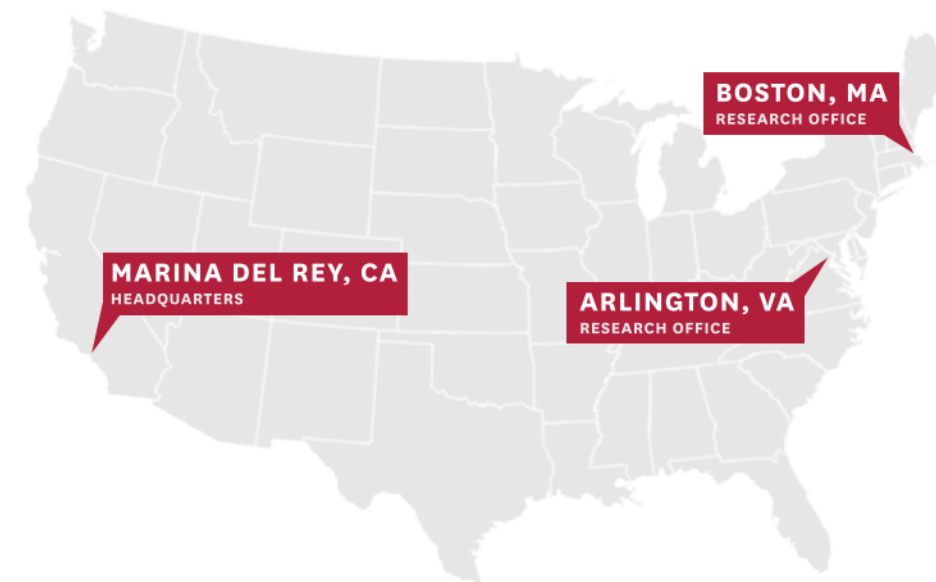 BOSTON, MA
RESEARCH OFFICE
MARINA DEL REY, CA
HEADQUARTERS
ARLINGTON, VA
RESEARCH OFFICE